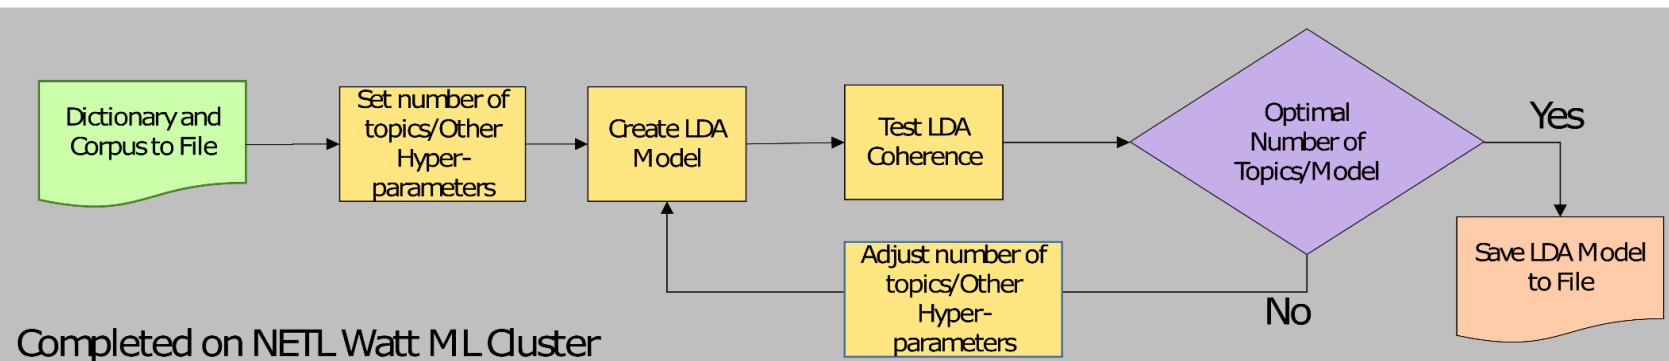 Dictionary and
Corpus to File
Set number of
topics/Other
Hyper-
parameters
Create LDA
Model
Test LDA
Coherence
Optimal
Number of
Topics/Model
Yes
Save LDA Model
to File
No
Adjust number of
topics/Other
Hyper-
parameters
Completed on NETL Watt ML Cluster